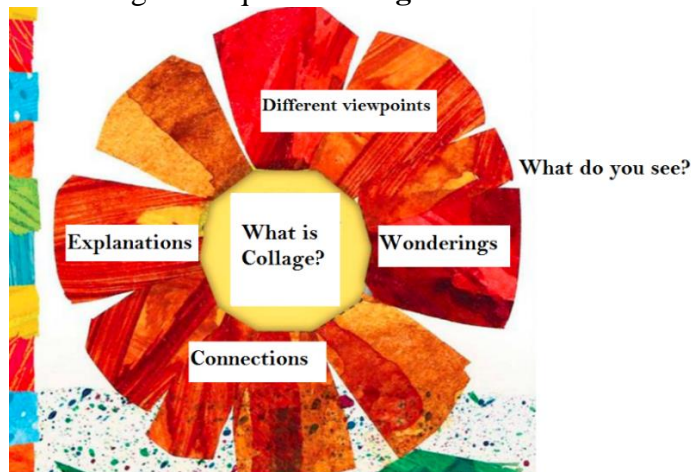 Different viewpoints
What do you see?
Explanations
What is
Collage?
Wonderings
Connections